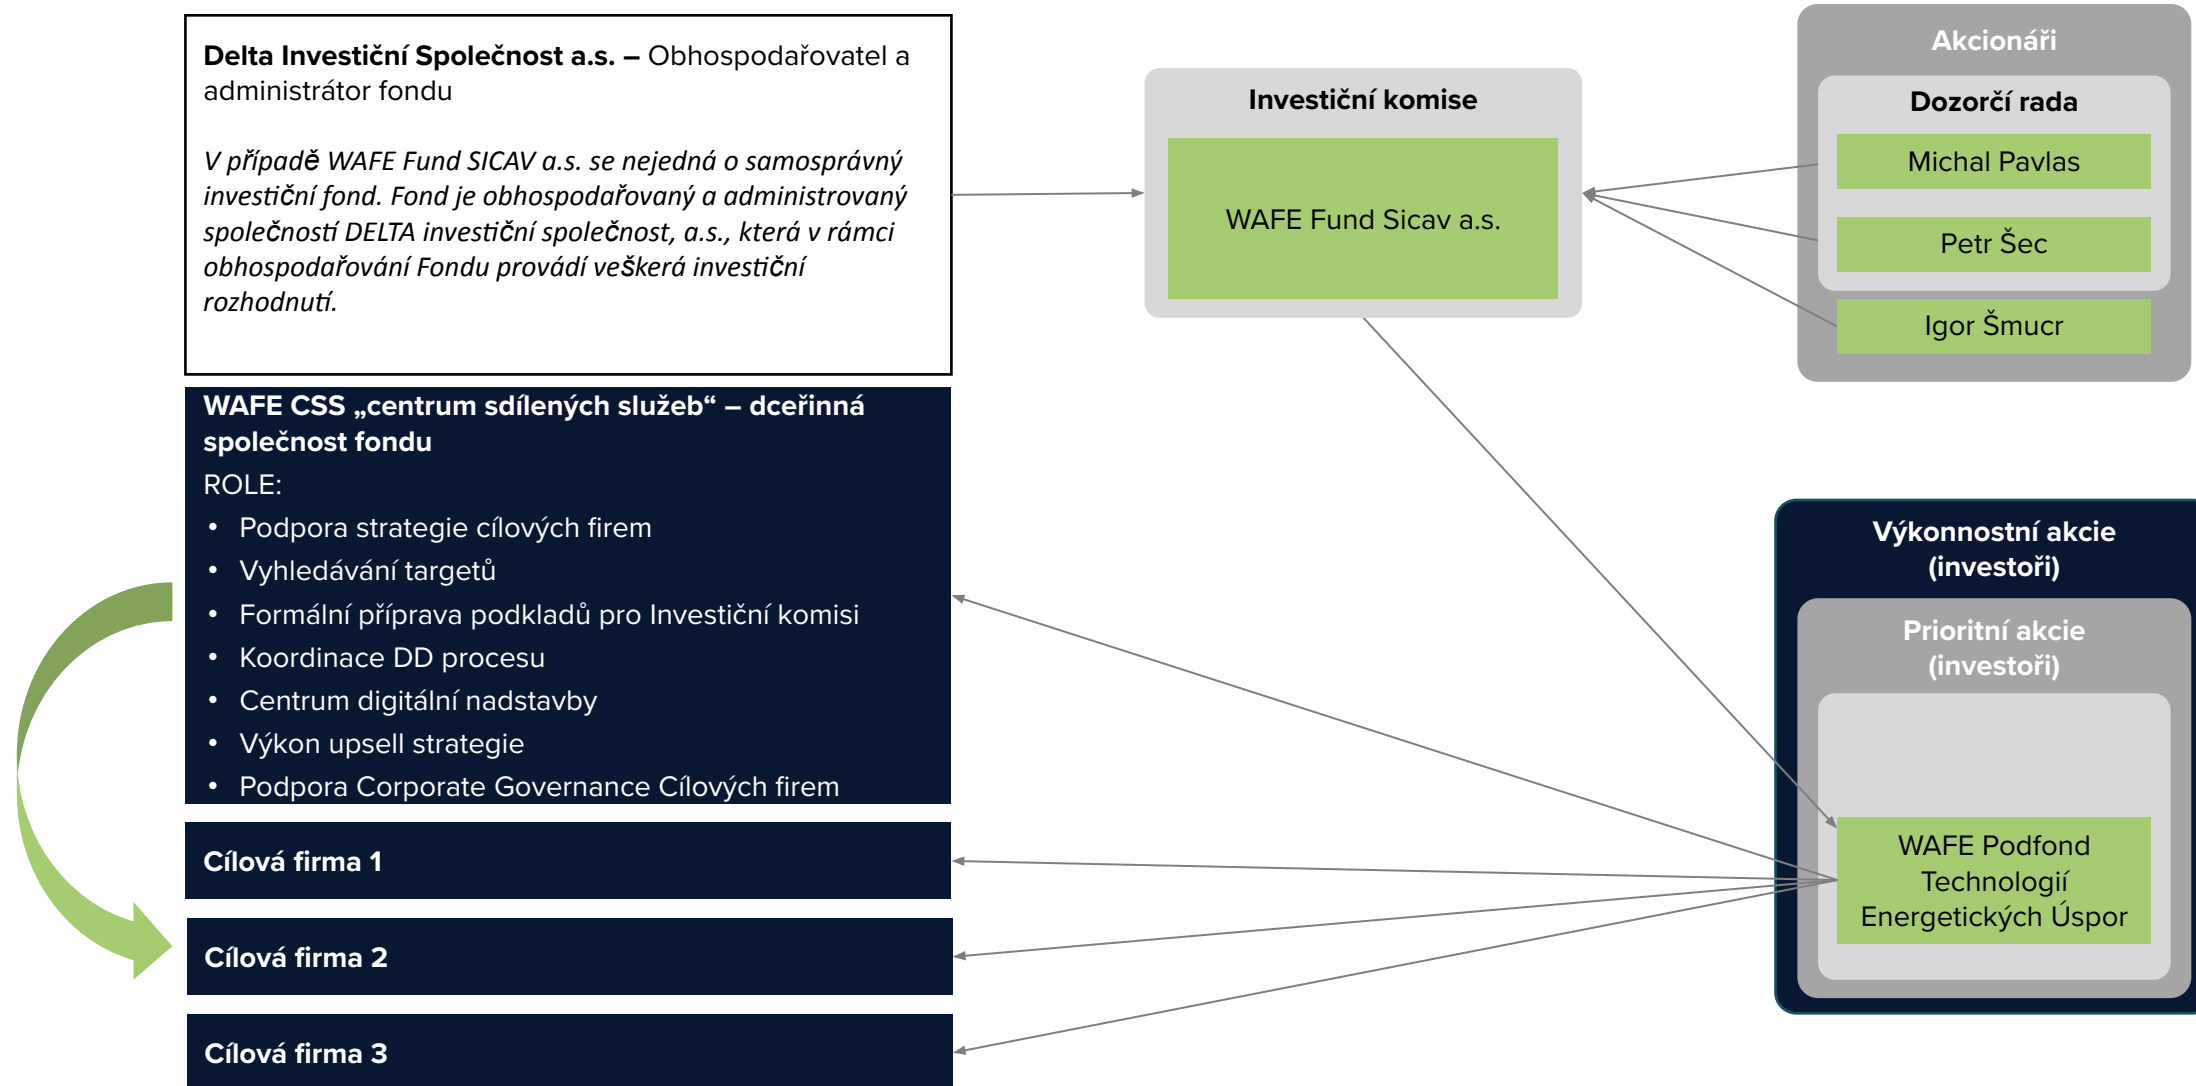 Delta Investiční Společnost a.s. – Obhospodařovatel a
administrátor fondu
V případě WAFE Fund SICAV a.s. se nejedná o samosprávný
investiční fond. Fond je obhospodařovaný a administrovaný
společností DELTA investiční společnost, a.s., která v rámci
obhospodařování Fondu provádí veškerá investiční
rozhodnutí.
Investiční komise
WAFE Fund Sicav a.s.
Akcionáři
Dozorčí rada
Michal Pavlas
Petr Šec
Igor Šmucr
WAFE CSS „centrum sdílených služeb“ – dceřinná
společnost fondu
ROLE:
• Podpora strategie cílových firem
• Vyhledávání targetů
• Formální příprava podkladů pro Investiční komisi
• Koordinace DD procesu
• Centrum digitální nadstavby
• Výkon upsell strategie
• Podpora Corporate Governance Cílových firem
Cílová firma 1
Cílová firma 2
Cílová firma 3
Výkonnostní akcie
(investoři)
Prioritní akcie
(investoři)
WAFE Podfond
Technologií
Energetických Úspor